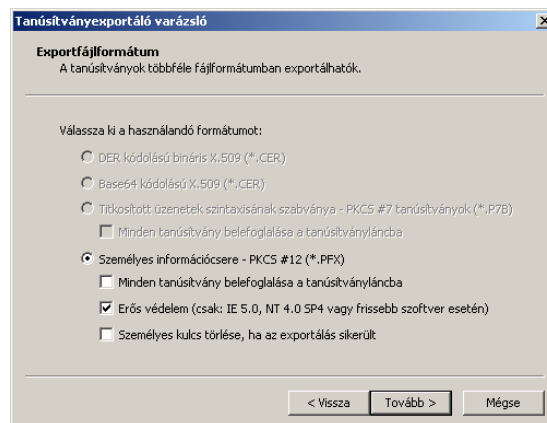 Tanúsítványexportáló varázsló
Exportfájlformátum
A tanúsítványok többféle fájlformátumban exportálhatók.
Válassza ki a használandó formátumot:
DER kódolású bináris X.509 (*.CER)
Base64 kódolású X.509 (*.CER)
Titkosított üzenetek szintaxisának szabványa - PKCS #7 tanúsítványok (*.P7B)
Minden tanúsítvány belefoglalása a tanúsítványláncba
Személyes információcsere - PKCS #12 (*.PFX)
Minden tanúsítvány belefoglalása a tanúsítványláncba
Erős védelem (csak: IE 5.0, NT 4.0 SP4 vagy frissebb szoftver esetén)
Személyes kulcs törlése, ha az exportálás sikerült
< Vissza Tovább > Mégse